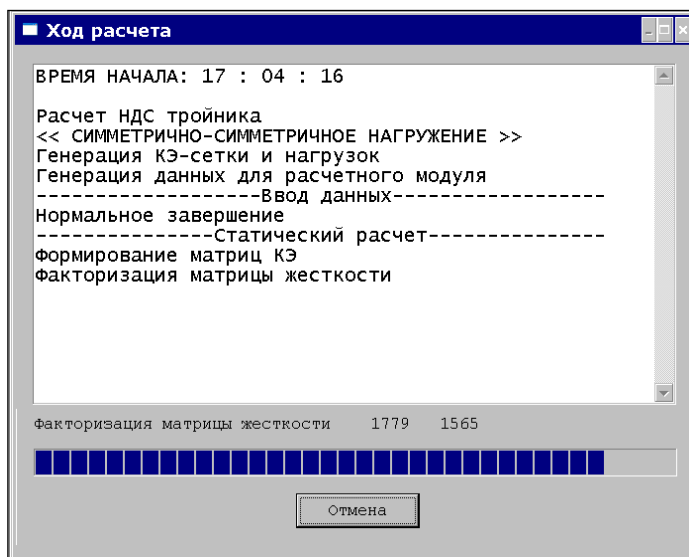 Ход расчета
ВРЕМЯ НАЧАЛА: 17 : 04 : 16
Расчет НДС тройника
<< СИММЕТРИЧНО-СИММЕТРИЧНОЕ НАГРУЖЕНИЕ >>
Генерация КЭ-сетки и нагрузок
Генерация данных для расчетного модуля
-------------------Ввод данных------------------
Нормальное завершение
---------------Статический расчет---------------
Формирование матриц КЭ
Факторизация матрицы жесткости
Факторизация матрицы жесткости 1779 1565
Отмена